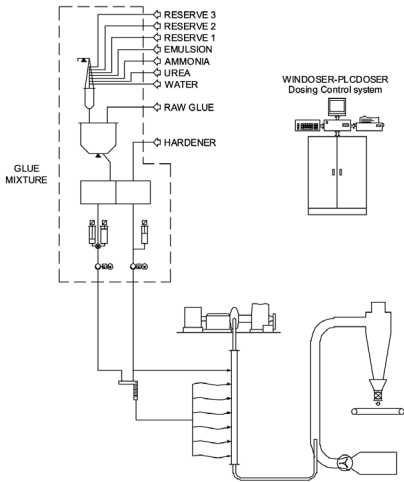 RESERVE 3
RESERVE 2
RESERVE 1
EMULSION
AMMONIA
UREA
WATER
RAW GLUE
HARDENER
GLUE
MIXTURE
WINDOSER-PLCDOSER
Dosing Control system